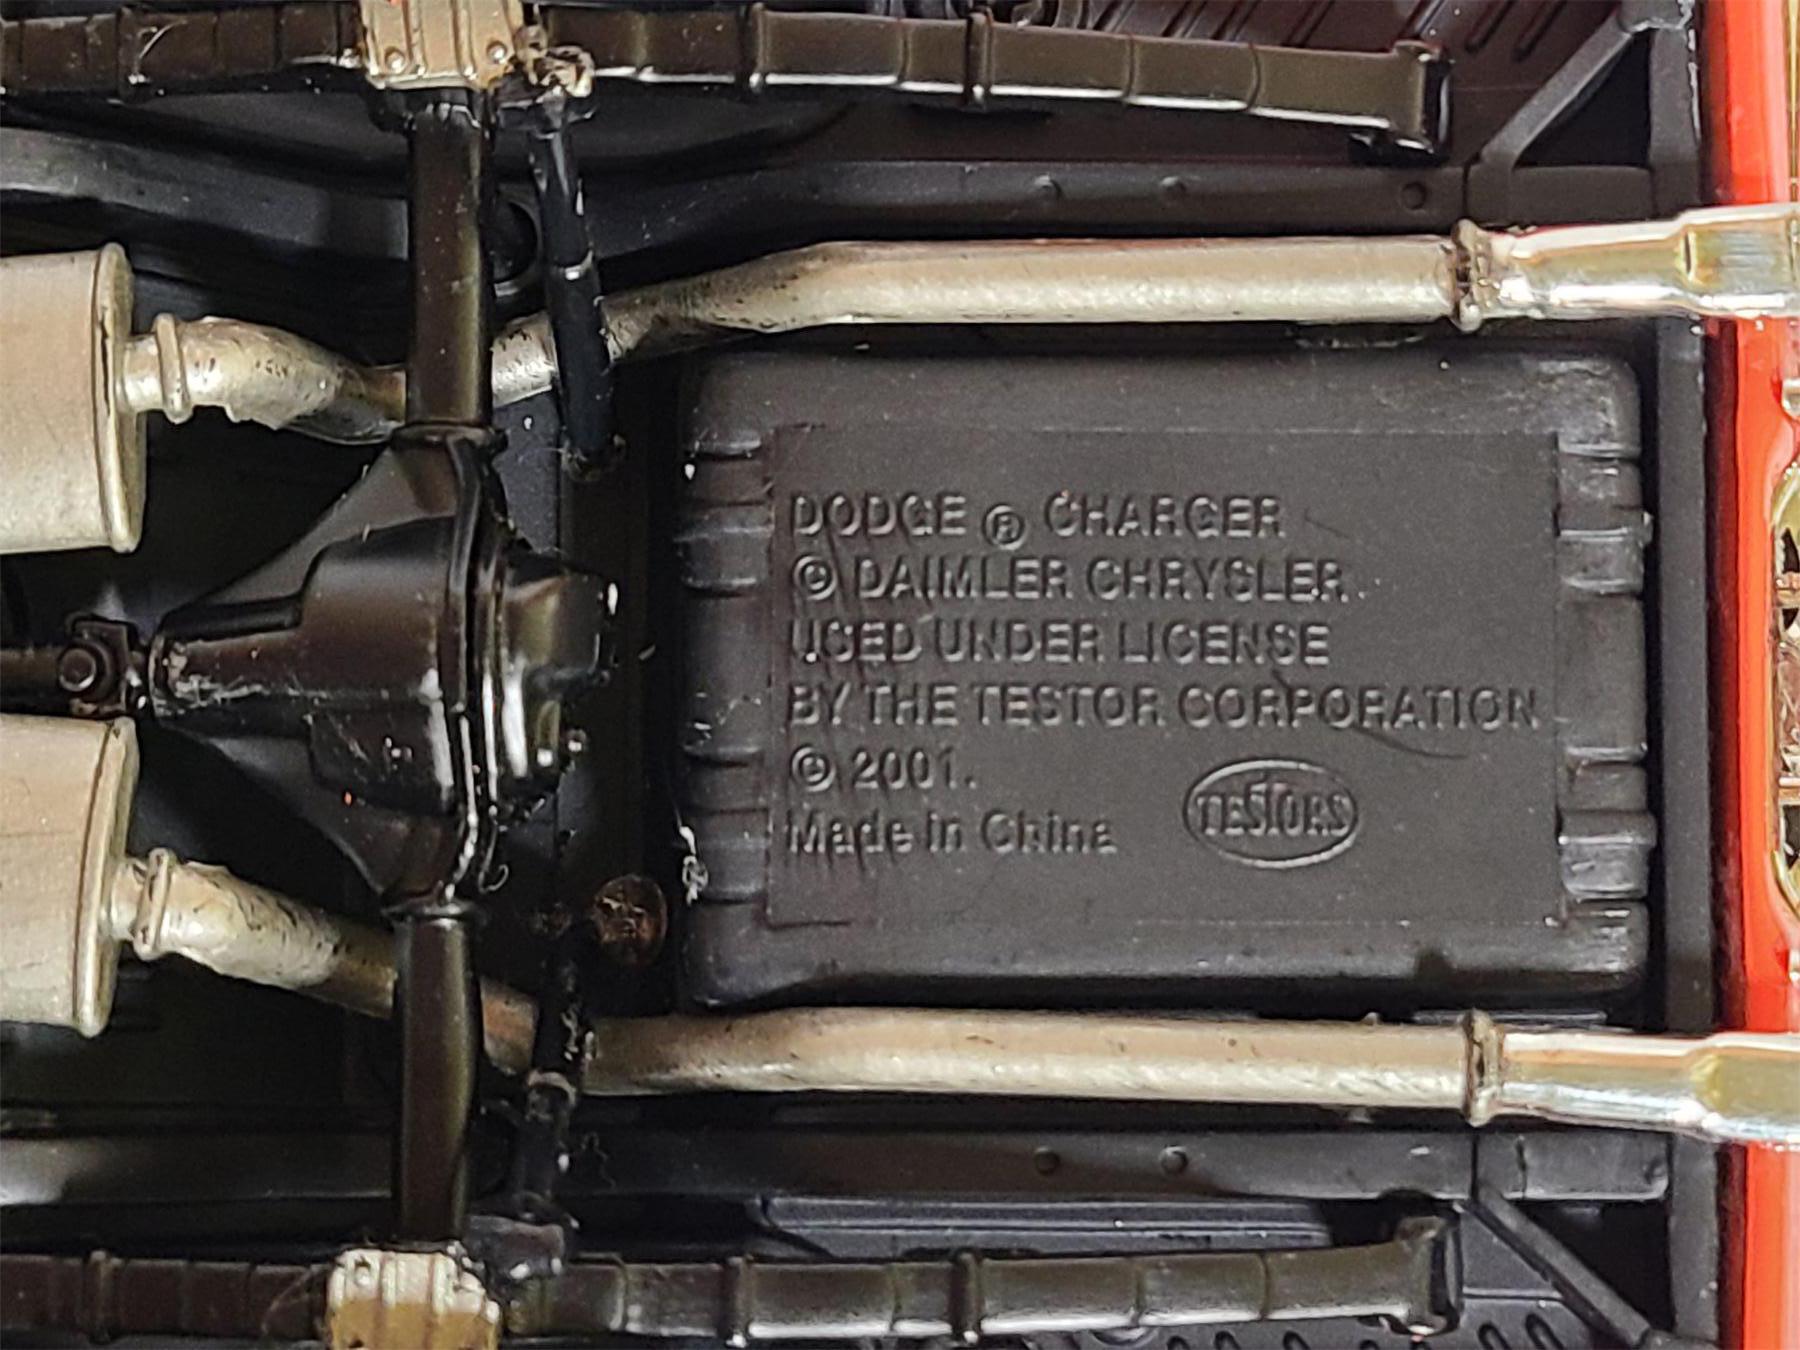 DODGE ® CHARGER
© DAIMLER CHRYSLER.
USED UNDER LICENSE
BY THE TESTOR CORPORATION
© 2001.
Made in China
TESTORS